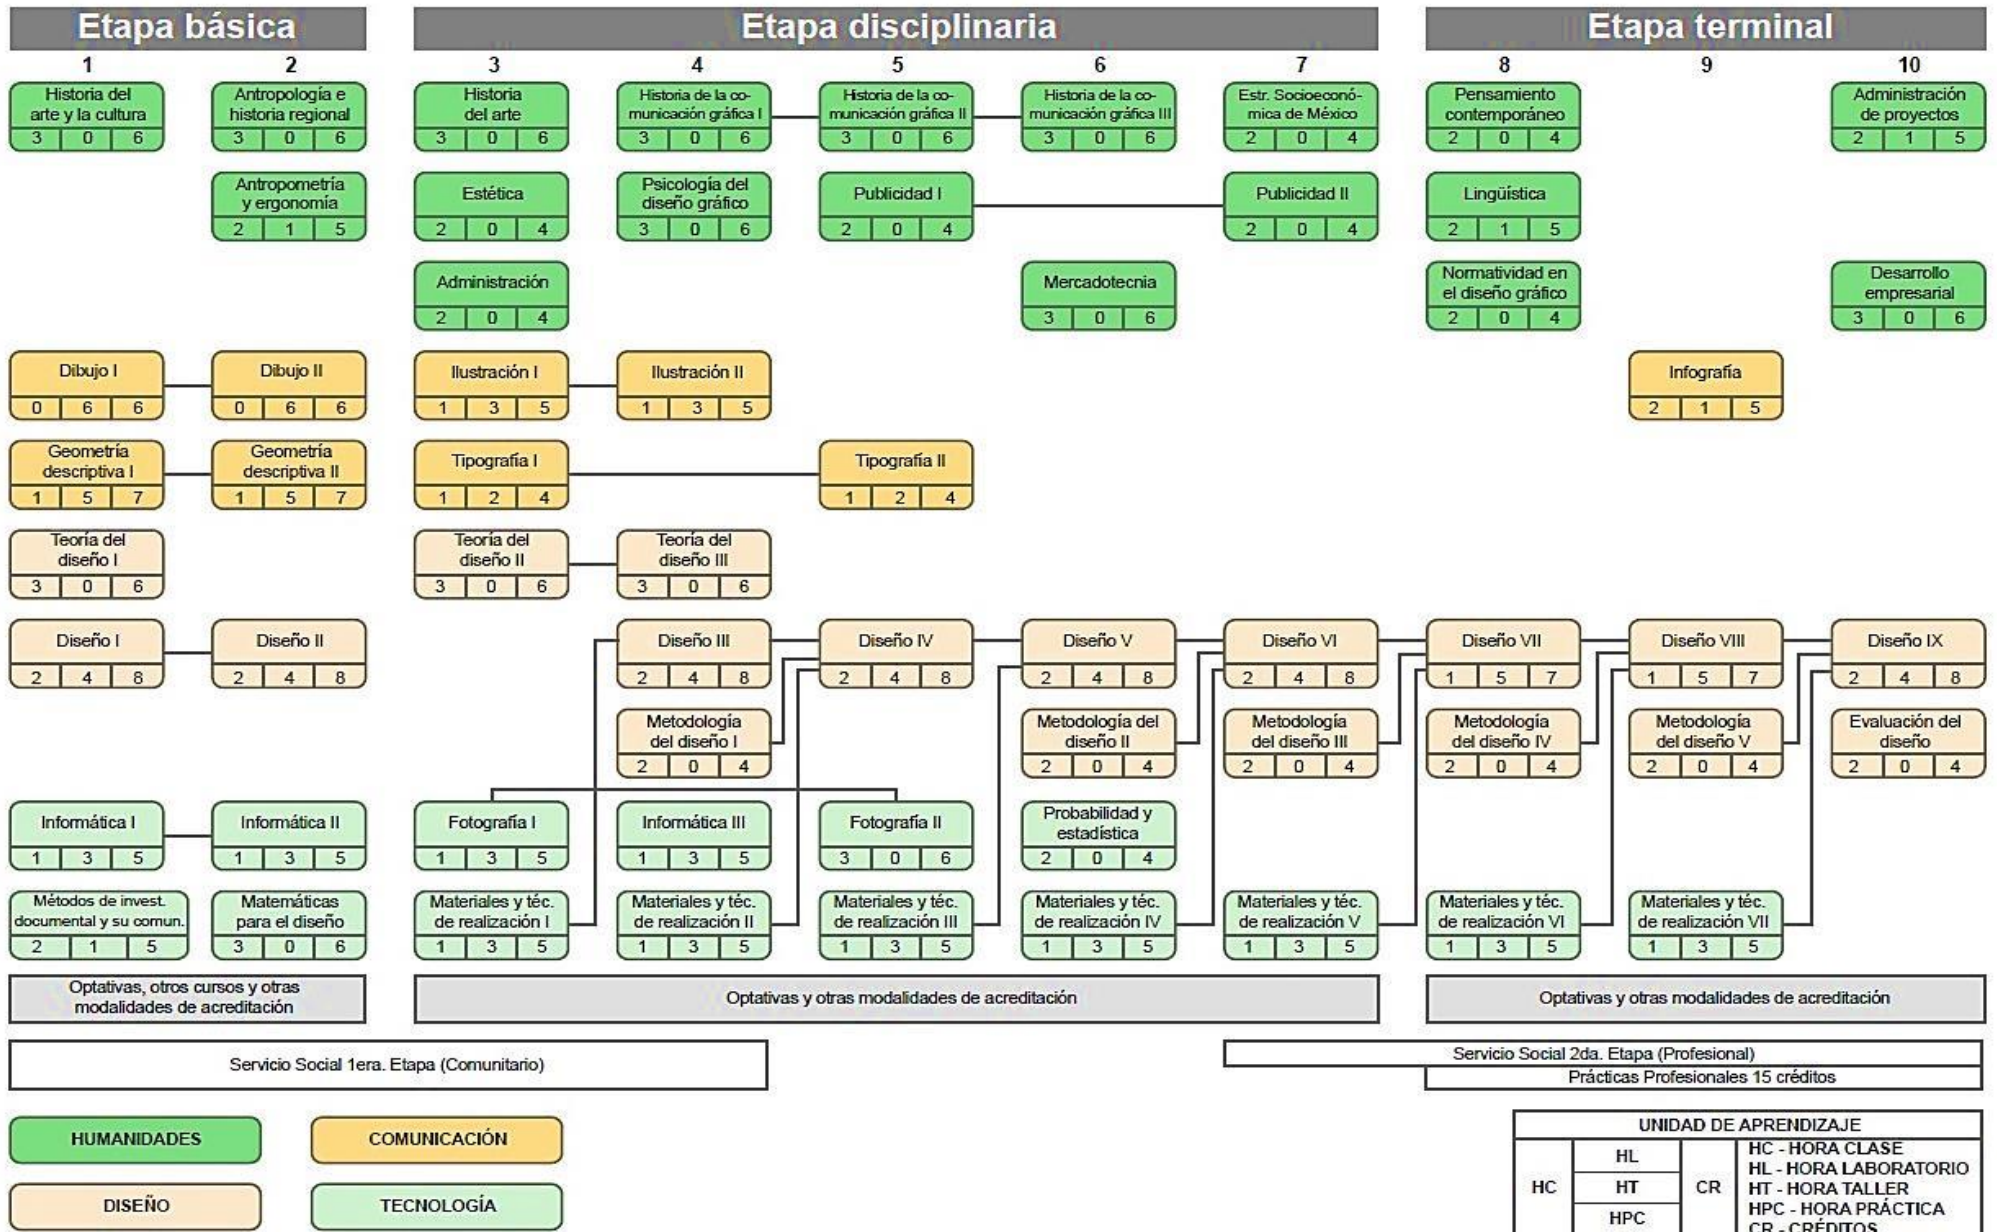 Etapa básica
Etapa disciplinaria
Etapa terminal
1 2 3 4 5 6 7 8 9 10
Historia del
arte y la cultura
3 0 6
Antropología e
historia regional
3 0 6
Historia
del arte
3 0 6
Historia de la co-
municación gráfica I
3 0 6
Historia de la co-
municación gráfica II
3 0 6
Historia de la co-
municación gráfica III
3 0 6
Estr. Socioeconó-
mica de México
2 0 4
Pensamiento
contemporáneo
2 0 4
Administración
de proyectos
2 1 5
Antropometría
y ergonomía
2 1 5
Estética
2 0 4
Psicología del
diseño gráfico
3 0 6
Publicidad I
2 0 4
Publicidad II
2 0 4
Lingüística
2 1 5
Administración
2 0 4
Mercadotecnia
3 0 6
Normatividad en
el diseño gráfico
2 0 4
Desarrollo
empresarial
3 0 6
Dibujo I
0 6 6
Dibujo II
0 6 6
Ilustración I
1 3 5
Ilustración II
1 3 5
Infografía
2 1 5
Geometría
descriptiva I
1 5 7
Geometría
descriptiva II
1 5 7
Tipografía I
1 2 4
Tipografía II
1 2 4
Teoría del
diseño I
3 0 6
Teoría del
diseño II
3 0 6
Teoría del
diseño III
3 0 6
Diseño I
2 4 8
Diseño II
2 4 8
Diseño III
2 4 8
Diseño IV
2 4 8
Diseño V
2 4 8
Diseño VI
2 4 8
Diseño VII
1 5 7
Diseño VIII
1 5 7
Diseño IX
2 4 8
Metodología
del diseño I
2 0 4
Metodología del
diseño II
2 0 4
Metodología
del diseño III
2 0 4
Metodología
del diseño IV
2 0 4
Metodología
del diseño V
2 0 4
Evaluación del
diseño
2 0 4
Informática I
1 3 5
Informática II
1 3 5
Fotografía I
1 3 5
Informática III
1 3 5
Fotografía II
3 0 6
Probabilidad y
estadística
2 0 4
Métodos de invest.
documental y su comun.
2 1 5
Matemáticas
para el diseño
3 0 6
Materiales y téc.
de realización I
1 3 5
Materiales y téc.
de realización II
1 3 5
Materiales y téc.
de realización III
1 3 5
Materiales y téc.
de realización IV
1 3 5
Materiales y téc.
de realización V
1 3 5
Materiales y téc.
de realización VI
1 3 5
Materiales y téc.
de realización VII
1 3 5
Optativas, otros cursos y otras
modalidades de acreditación
Optativas y otras modalidades de acreditación
Optativas y otras modalidades de acreditación
Servicio Social 1era. Etapa (Comunitario)
Servicio Social 2da. Etapa (Profesional)
Prácticas Profesionales 15 créditos
HUMANIDADES
COMUNICACIÓN
DISEÑO
TECNOLOGÍA
UNIDAD DE APRENDIZAJE
HC
HL
HT
HPC
CR
HC - HORA CLASE
HL - HORA LABORATORIO
HT - HORA TALLER
HPC - HORA PRÁCTICA
CR - CRÉDITOS